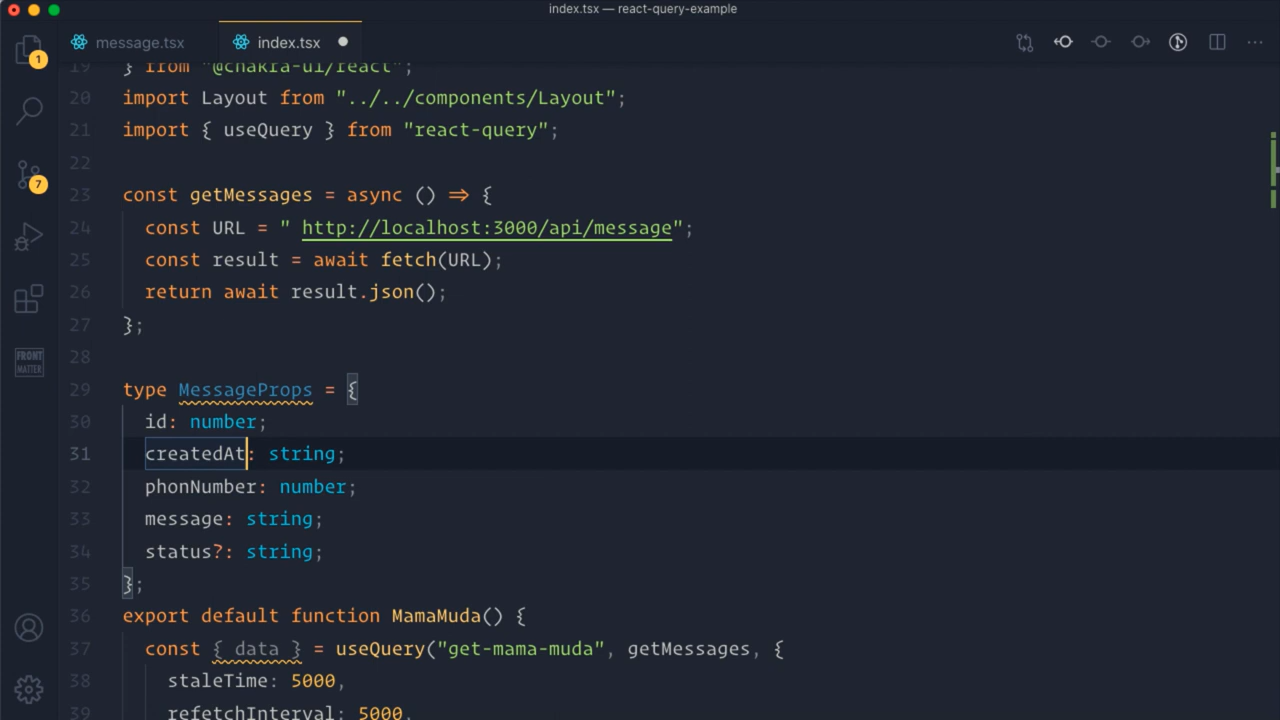 index.tsx — react-query-example
message.tsx
index.tsx
1
7
FRONT
MATTER
19 } from "@chakra-ui/react";
20 import Layout from "../../components/Layout";
21 import { useQuery } from "react-query";
22
23 const getMessages = async () => {
24 const URL = " http://localhost:3000/api/message";
25 const result = await fetch(URL);
26 return await result.json();
27 };
28
29 type MessageProps = {
30 id: number;
31 createdAt: string;
32 phonNumber: number;
33 message: string;
34 status?: string;
35 };
36 export default function MamaMuda() {
37 const { data } = useQuery("get-mama-muda", getMessages, {
38 staleTime: 5000,
39 refetchInterval: 5000,